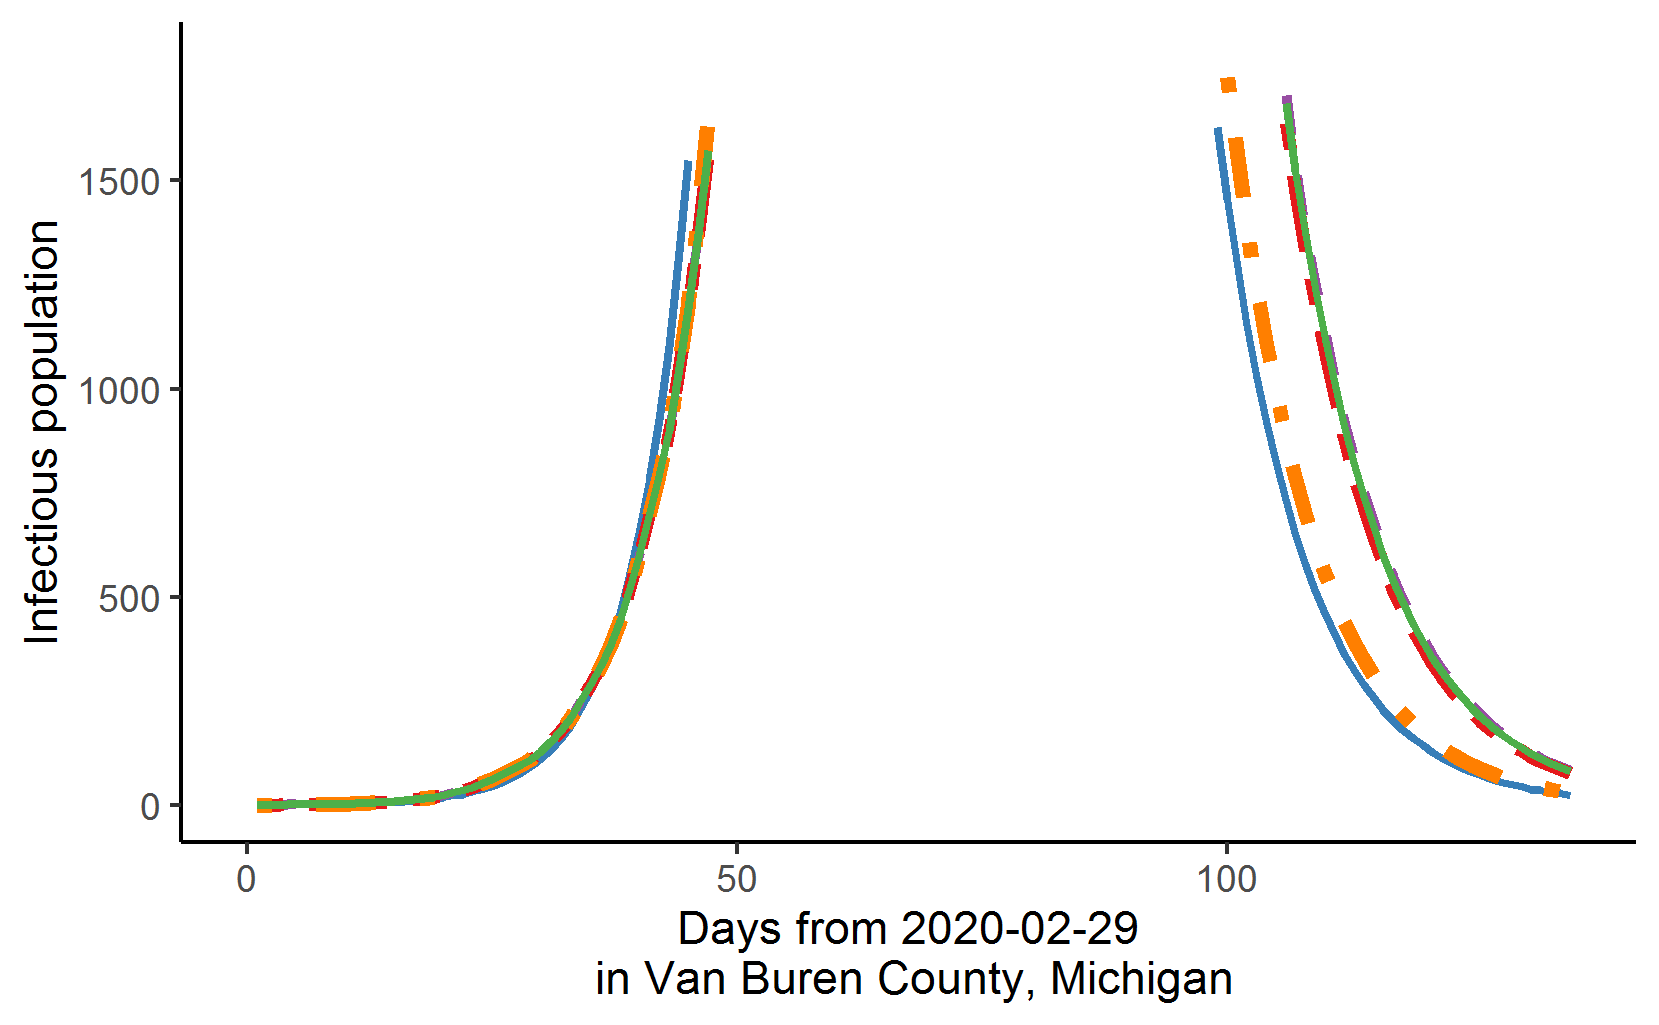 Infectious population
1500
1000
500
0
0 50 100
Days from 2020-02-29
in Van Buren County, Michigan